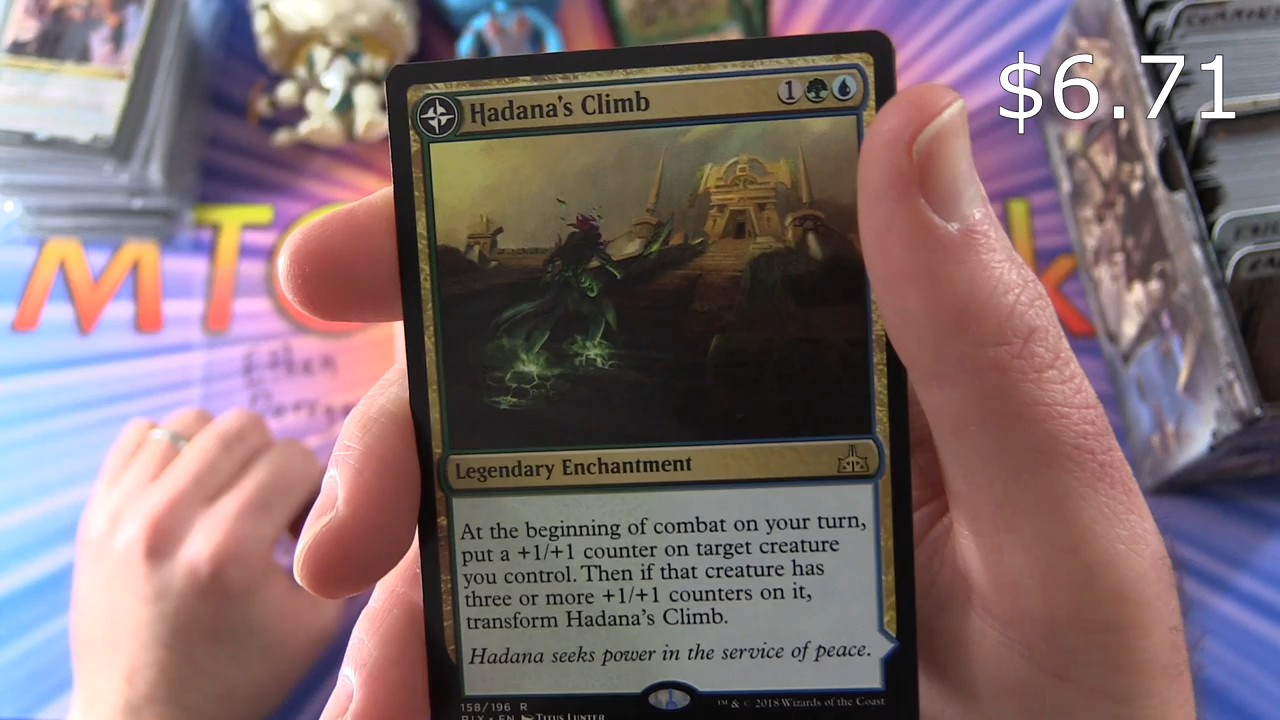 $6.71
Hadana's Climb 1
MT
k
Ethan
Legendary Enchantment
At the beginning of combat on your turn,
put a +1/+1 counter on target creature
you control. Then if that creature has
three or more +1/+1 counters on it,
transform Hadana's Climb.
Hadana seeks power in the service of peace.
158/196 R
RIX • EN Titus Lunter
™ & © 2018 Wizards of the Coast